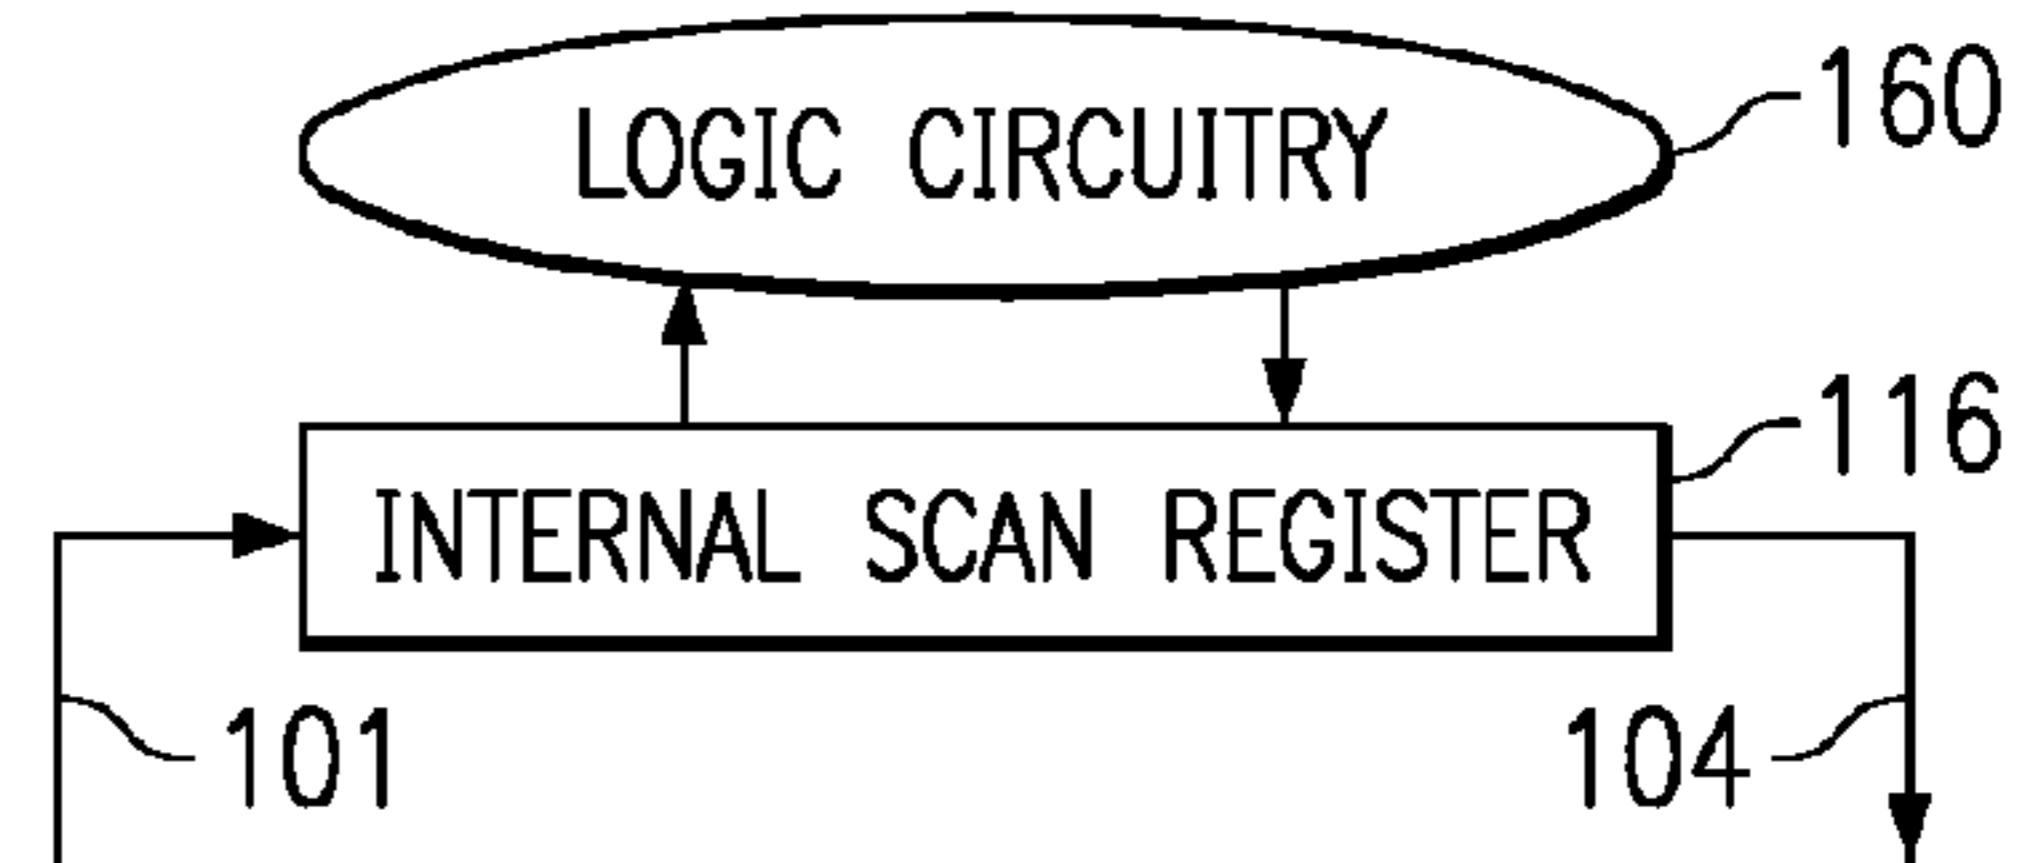 LOGIC CIRCUITRY
160
116
INTERNAL SCAN REGISTER
101
104